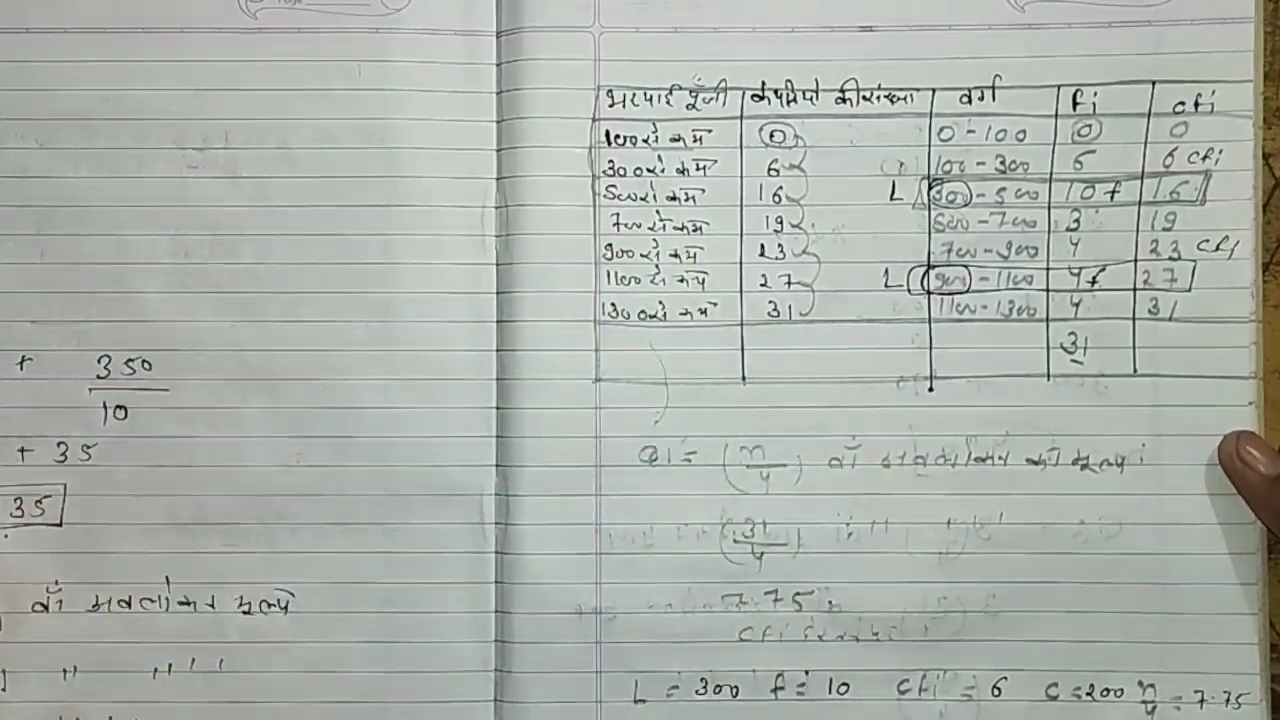 + 350
10
+ 35
35
वाँ अवलोकन मूल्य
" " " '
भरपाई पूँजी कंपनियो की संख्या वर्ग fi cfi
100 से कम 0 0 - 100 0 0
300 से कम 6 100 - 300 6 6 cfi
500 से कम 16 L 300 - 500 10 f 16
700 से कम 19 500 - 700 3 19
900 से कम 23 700 - 900 4 23 cfi
1100 से कम 27 L 900 - 1100 4 f 27
1300 से कम 31 1100 - 1300 4 31
31
Q1 = (n/4) वाँ अवलोकन का मूल्य
(31/4) " "
7.75
cfi
L = 300 f = 10 cfi = 6 C = 200 n/4 = 7.75